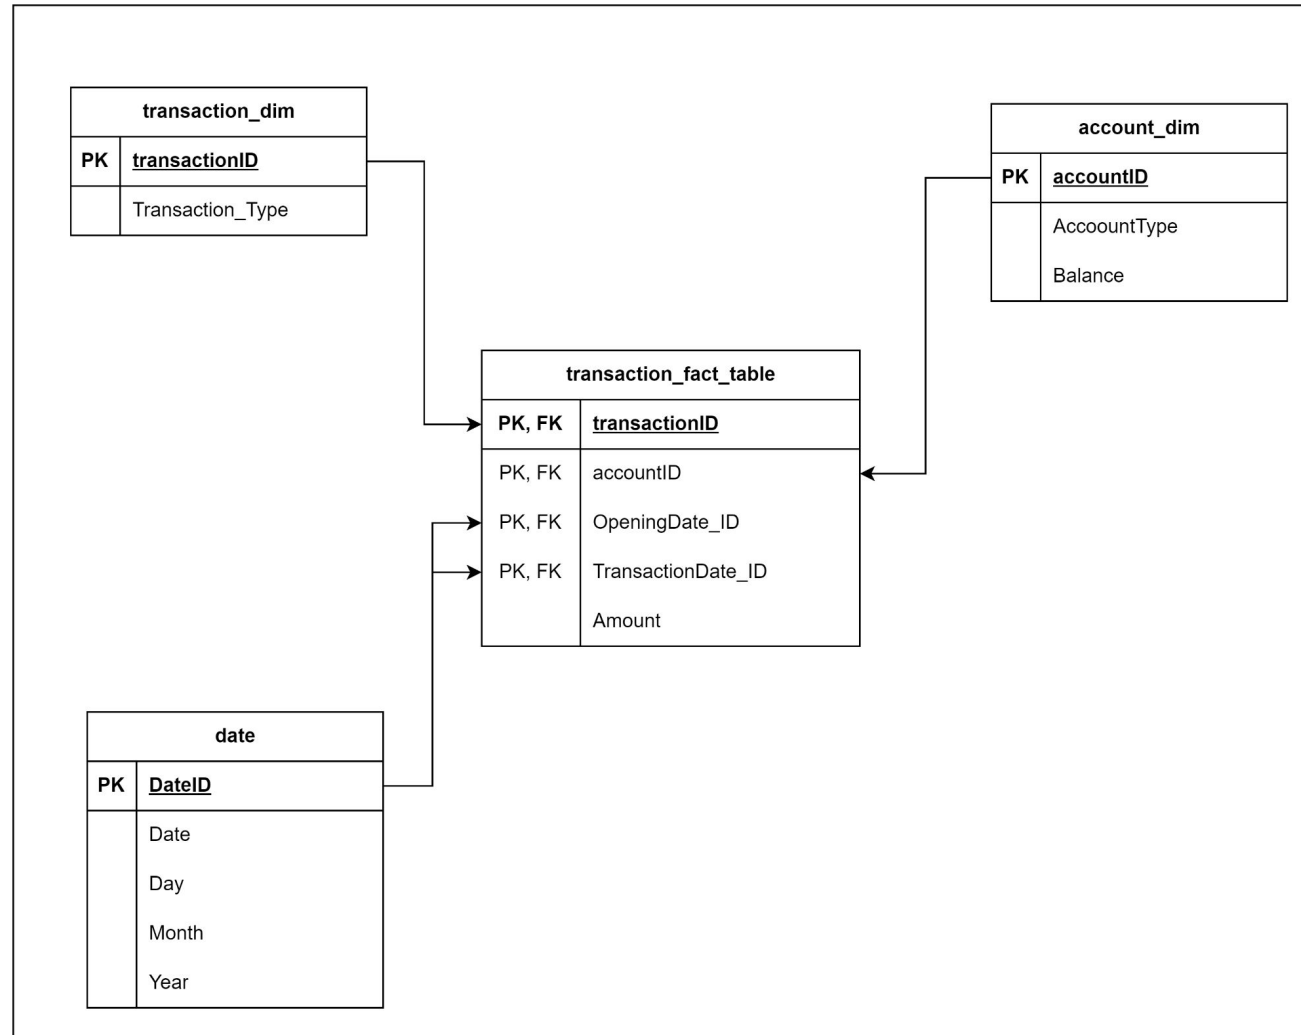 transaction_dim
PK transactionID
Transaction_Type
account_dim
PK accountID
AccoountType
Balance
transaction_fact_table
PK, FK transactionID
PK, FK accountID
PK, FK OpeningDate_ID
PK, FK TransactionDate_ID
Amount
date
PK DateID
Date
Day
Month
Year